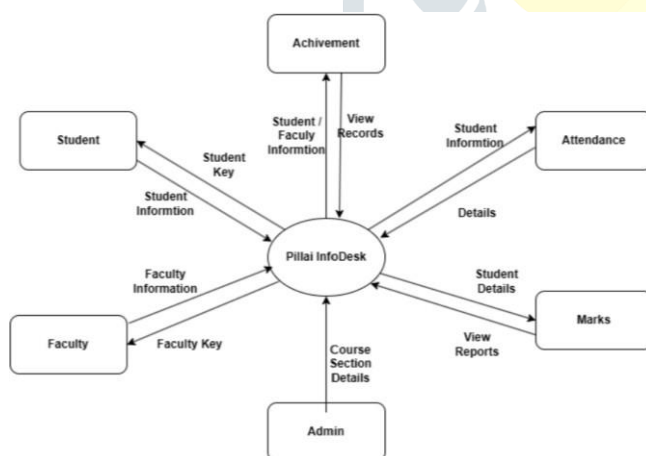 Achivement
Student /
Faculy
Informtion
View
Records
Student
Informtion
Attendance
Student
Student
Key
Student
Informtion
Details
Pillai InfoDesk
Faculty
Information
Student
Details
Faculty
Faculty Key
View
Reports
Marks
Course
Section
Details
Admin